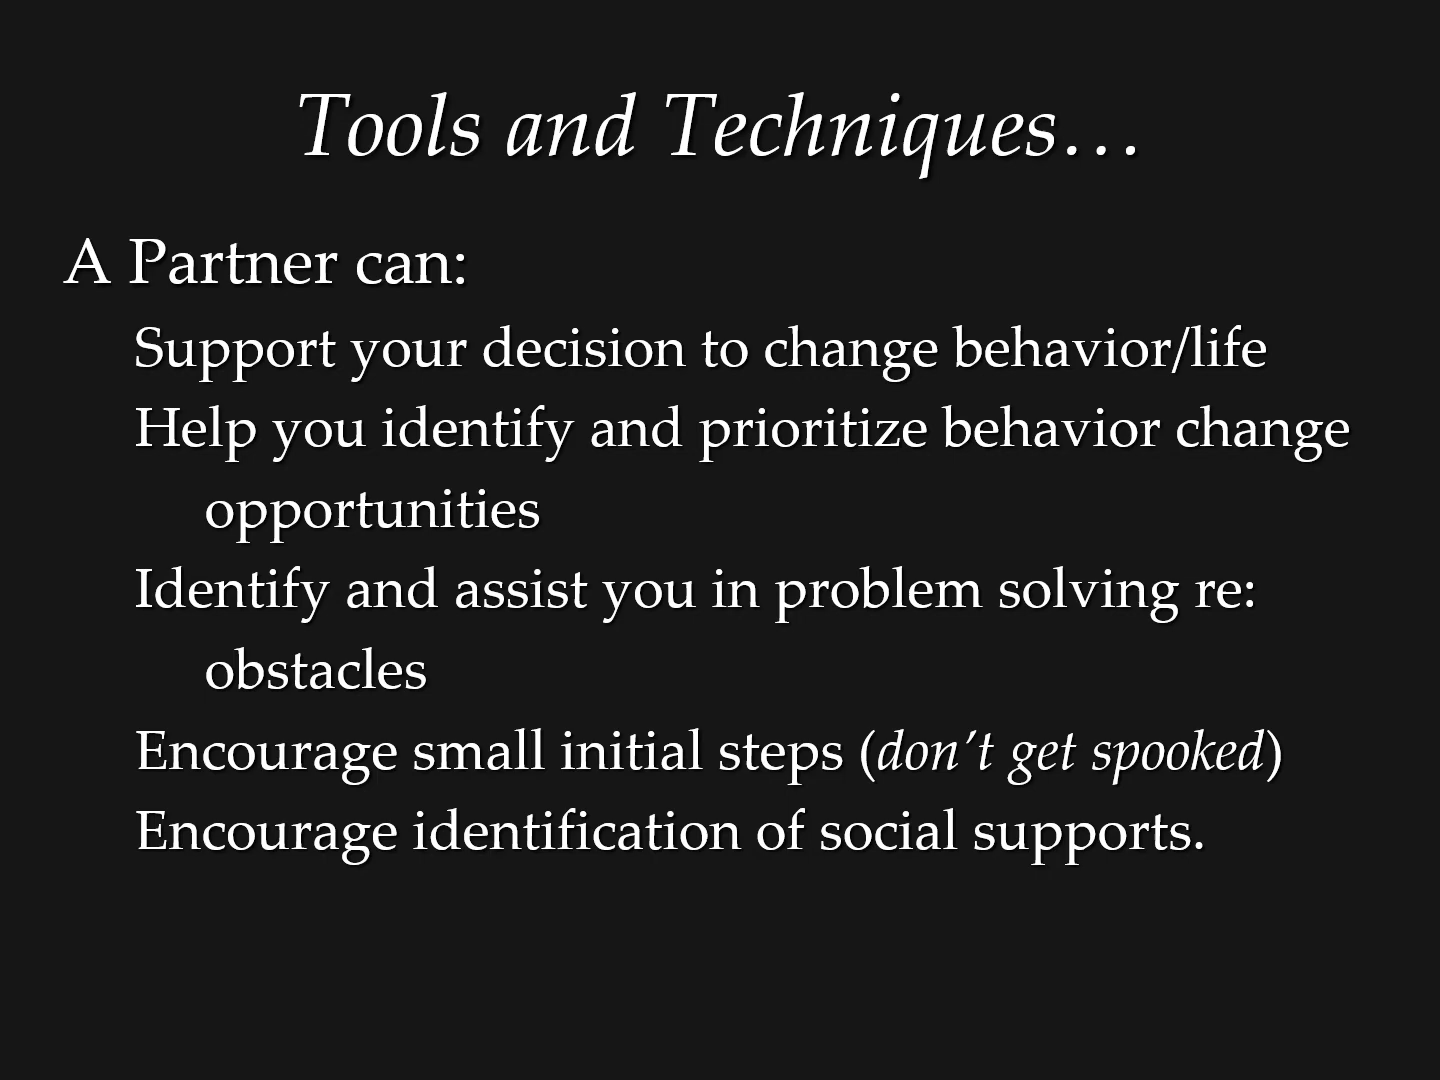 Tools and Techniques…
A Partner can:
Support your decision to change behavior/life
Help you identify and prioritize behavior change
opportunities
Identify and assist you in problem solving re:
obstacles
Encourage small initial steps (don’t get spooked)
Encourage identification of social supports.